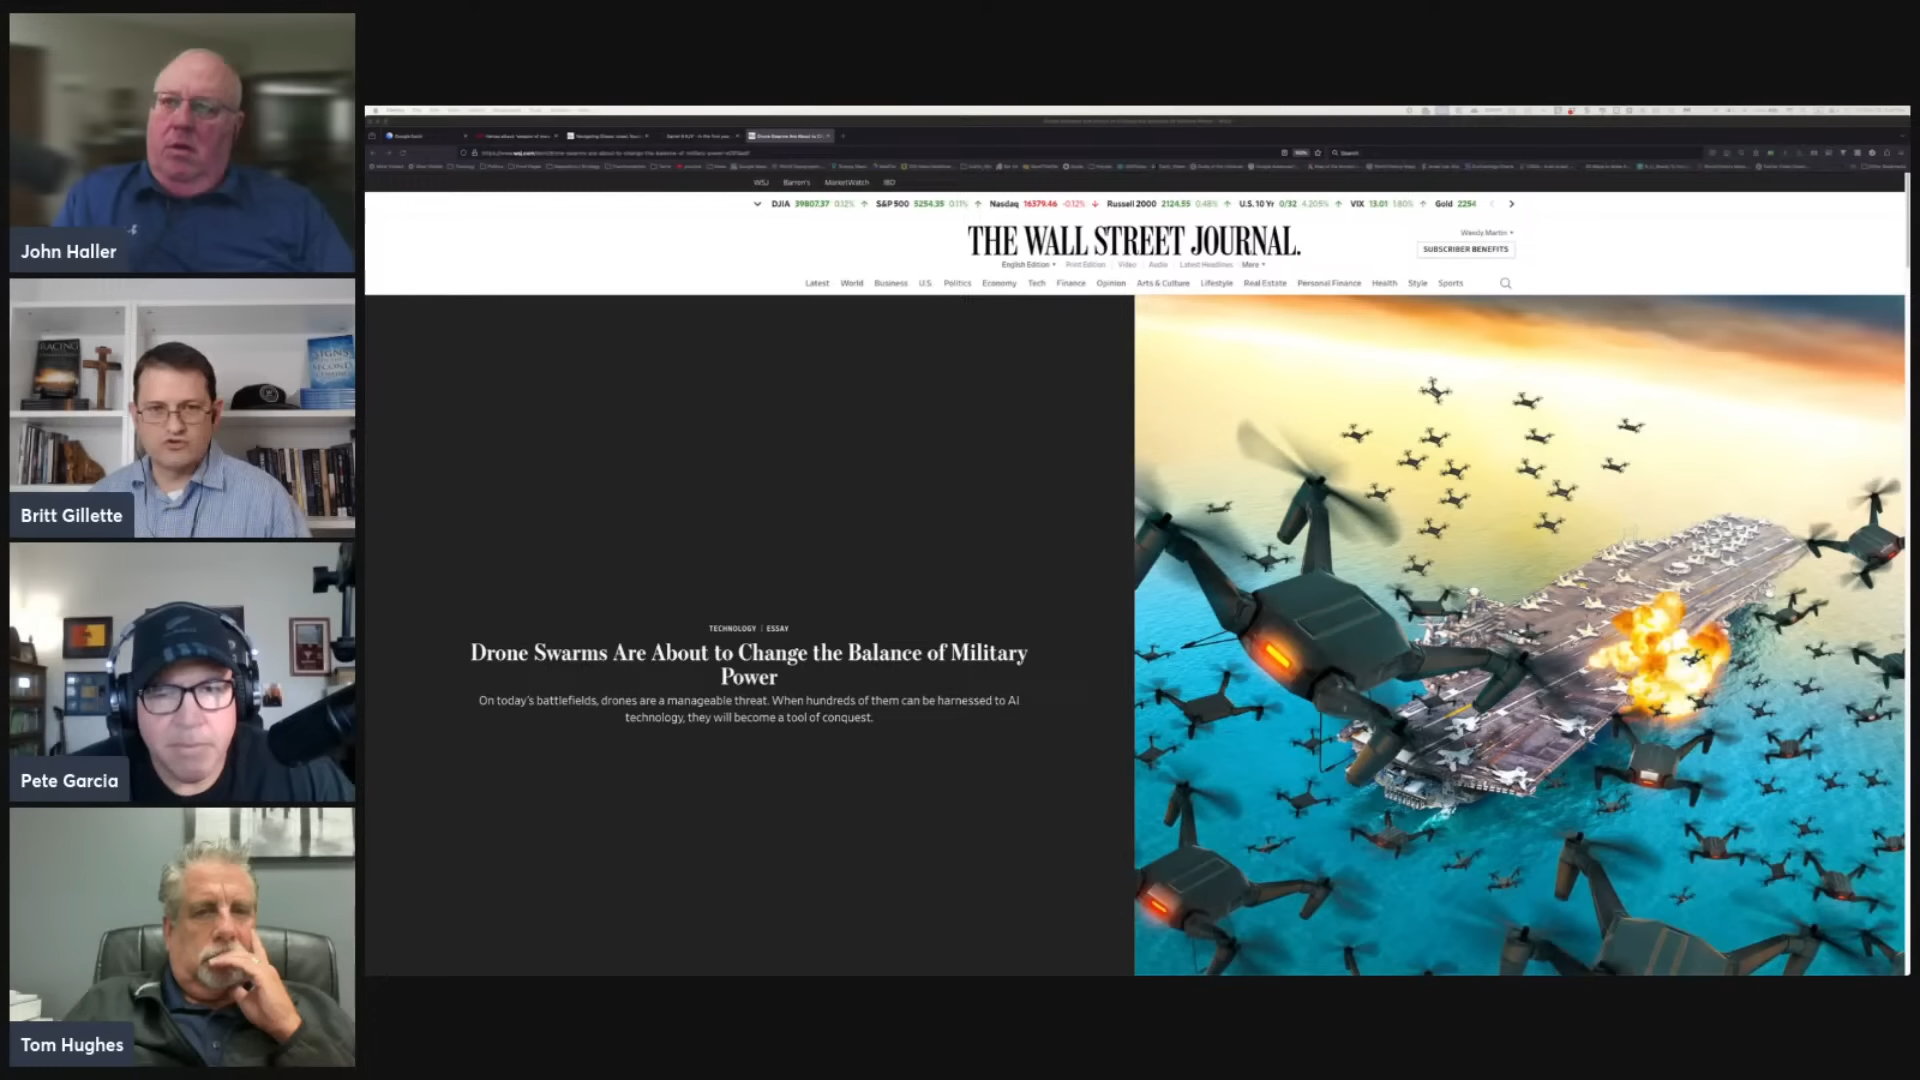 John Haller
RACING
SIGNS
SECOND
Britt Gillette
Pete Garcia
Tom Hughes
WSJ Barron's MarketWatch IBD
DJIA 39807.37 0.12% S&P 500 5254.35 0.11% Nasdaq 16379.46 -0.12% Russell 2000 2124.55 0.48% U.S. 10 Yr 0/32 4.205% VIX 13.01 1.80% Gold 2254
THE WALL STREET JOURNAL.
Wendy Martin
SUBSCRIBER BENEFITS
English Edition Print Edition Video Audio Latest Headlines More
Latest World Business U.S. Politics Economy Tech Finance Opinion Arts & Culture Lifestyle Real Estate Personal Finance Health Style Sports
TECHNOLOGY | ESSAY
Drone Swarms Are About to Change the Balance of Military
Power
On today's battlefields, drones are a manageable threat. When hundreds of them can be harnessed to AI
technology, they will become a tool of conquest.